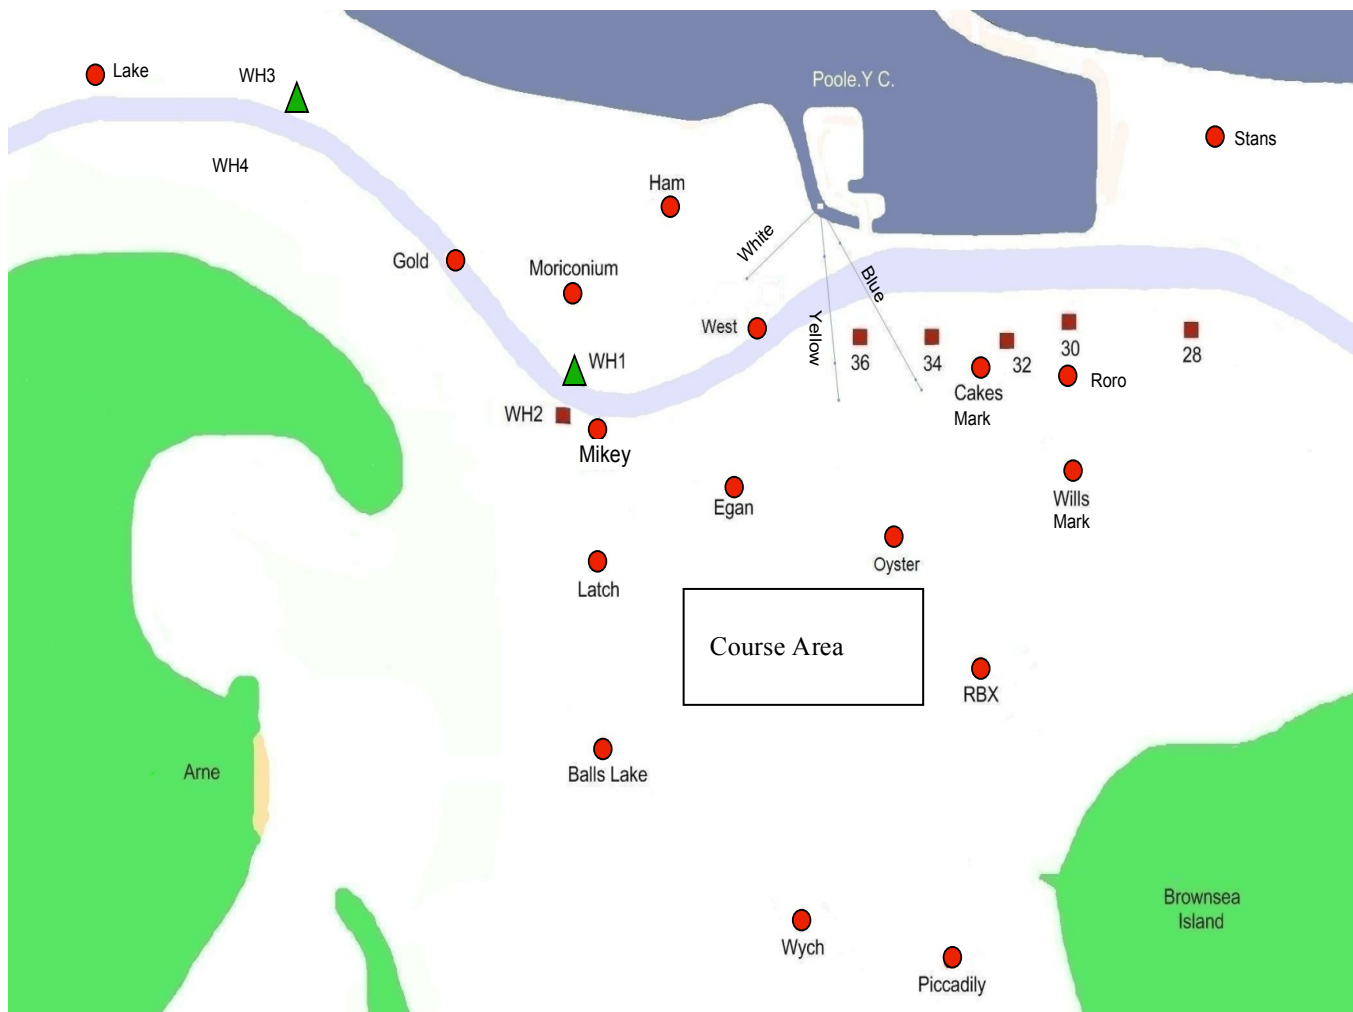 Lake
WH3
Poole.Y C.
Stans
WH4
Ham
White
Gold
Moriconium
Blue
West
Yellow
36
34
32
30
28
WH1
Roro
Cakes
Mark
WH2
Mikey
Egan
Wills
Mark
Oyster
Latch
Course Area
RBX
Arne
Balls Lake
Brownsea
Island
Wych
Piccadily